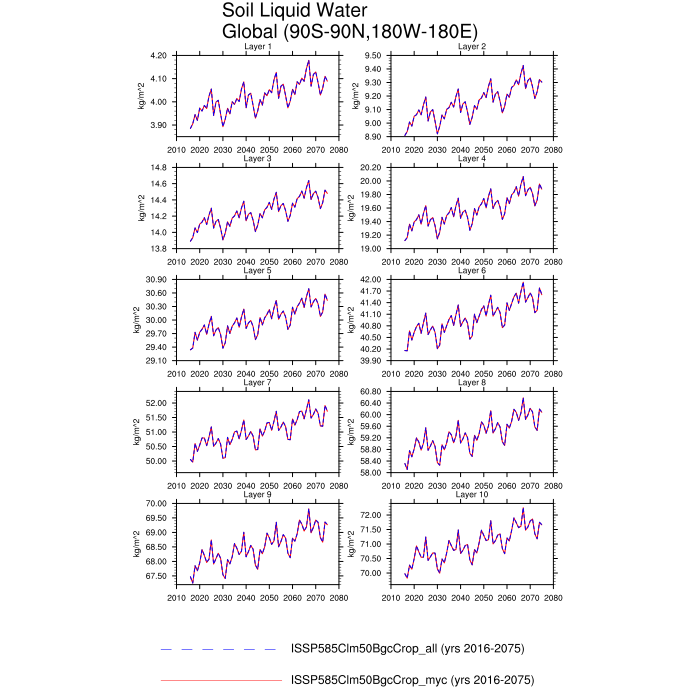 Soil Liquid Water
Global (90S-90N,180W-180E)
Layer 1
4.20
4.10
4.00
3.90
kg/m^2
2010 2020 2030 2040 2050 2060 2070 2080
Layer 2
9.50
9.40
9.30
9.20
9.10
9.00
8.90
kg/m^2
2010 2020 2030 2040 2050 2060 2070 2080
Layer 3
14.8
14.6
14.4
14.2
14.0
13.8
kg/m^2
2010 2020 2030 2040 2050 2060 2070 2080
Layer 4
20.20
20.00
19.80
19.60
19.40
19.20
19.00
kg/m^2
2010 2020 2030 2040 2050 2060 2070 2080
Layer 5
30.90
30.60
30.30
30.00
29.70
29.40
29.10
kg/m^2
2010 2020 2030 2040 2050 2060 2070 2080
Layer 6
42.00
41.70
41.40
41.10
40.80
40.50
40.20
39.90
kg/m^2
2010 2020 2030 2040 2050 2060 2070 2080
Layer 7
52.00
51.50
51.00
50.50
50.00
kg/m^2
2010 2020 2030 2040 2050 2060 2070 2080
Layer 8
60.80
60.40
60.00
59.60
59.20
58.80
58.40
58.00
kg/m^2
2010 2020 2030 2040 2050 2060 2070 2080
Layer 9
70.00
69.50
69.00
68.50
68.00
67.50
kg/m^2
2010 2020 2030 2040 2050 2060 2070 2080
Layer 10
72.00
71.50
71.00
70.50
70.00
kg/m^2
2010 2020 2030 2040 2050 2060 2070 2080
ISSP585Clm50BgcCrop_all (yrs 2016-2075)
ISSP585Clm50BgcCrop_myc (yrs 2016-2075)